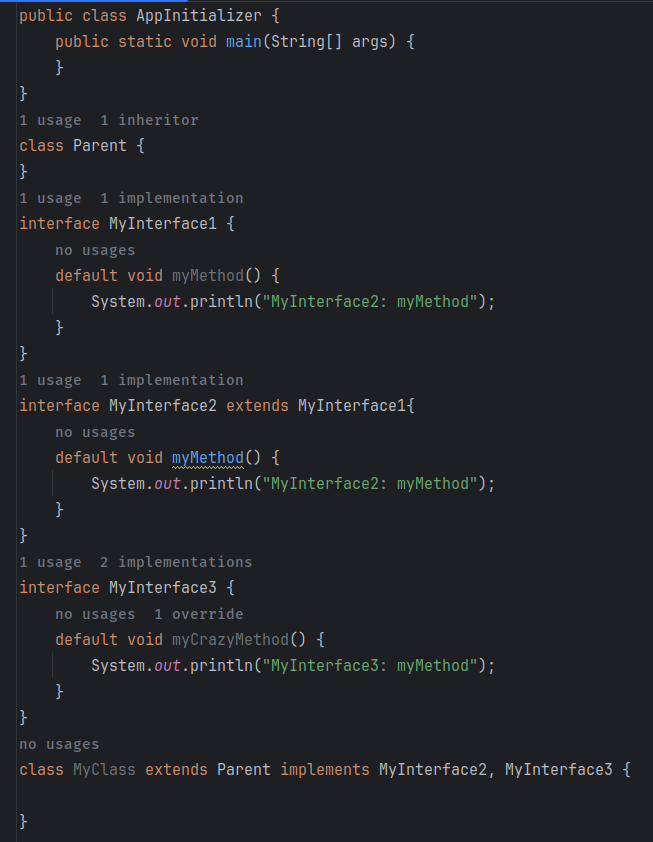 public class AppInitializer {
    public static void main(String[] args) {
    }
}
1 usage  1 inheritor
class Parent {
}
1 usage  1 implementation
interface MyInterface1 {
    no usages
    default void myMethod() {
        System.out.println("MyInterface2: myMethod");
    }
}
1 usage  1 implementation
interface MyInterface2 extends MyInterface1{
    no usages
    default void myMethod() {
        System.out.println("MyInterface2: myMethod");
    }
}
1 usage  2 implementations
interface MyInterface3 {
    no usages  1 override
    default void myCrazyMethod() {
        System.out.println("MyInterface3: myMethod");
    }
}
no usages
class MyClass extends Parent implements MyInterface2, MyInterface3 {
}